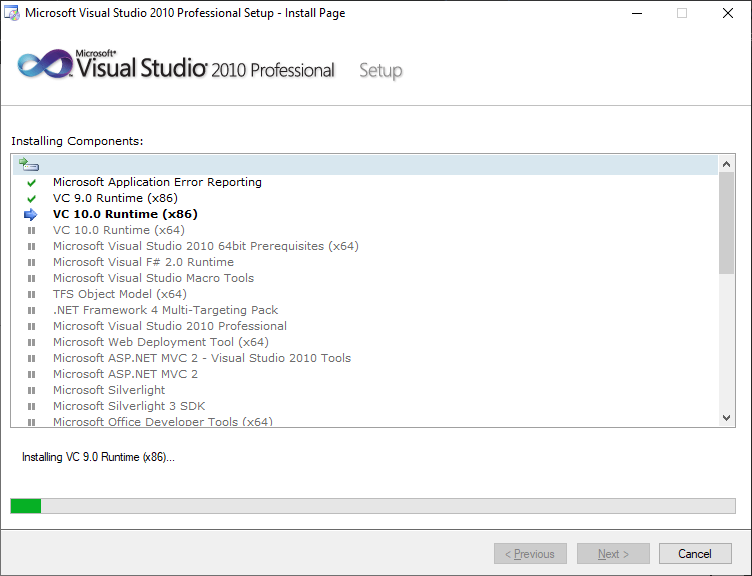 Microsoft Visual Studio 2010 Professional Setup - Install Page
Microsoft®
Visual Studio® 2010 Professional Setup
Installing Components:
Microsoft Application Error Reporting
VC 9.0 Runtime (x86)
VC 10.0 Runtime (x86)
VC 10.0 Runtime (x64)
Microsoft Visual Studio 2010 64bit Prerequisites (x64)
Microsoft Visual F# 2.0 Runtime
Microsoft Visual Studio Macro Tools
TFS Object Model (x64)
.NET Framework 4 Multi-Targeting Pack
Microsoft Visual Studio 2010 Professional
Microsoft Web Deployment Tool (x64)
Microsoft ASP.NET MVC 2 - Visual Studio 2010 Tools
Microsoft ASP.NET MVC 2
Microsoft Silverlight
Microsoft Silverlight 3 SDK
Microsoft Office Developer Tools (x64)
Installing VC 9.0 Runtime (x86)...
< Previous Next > Cancel